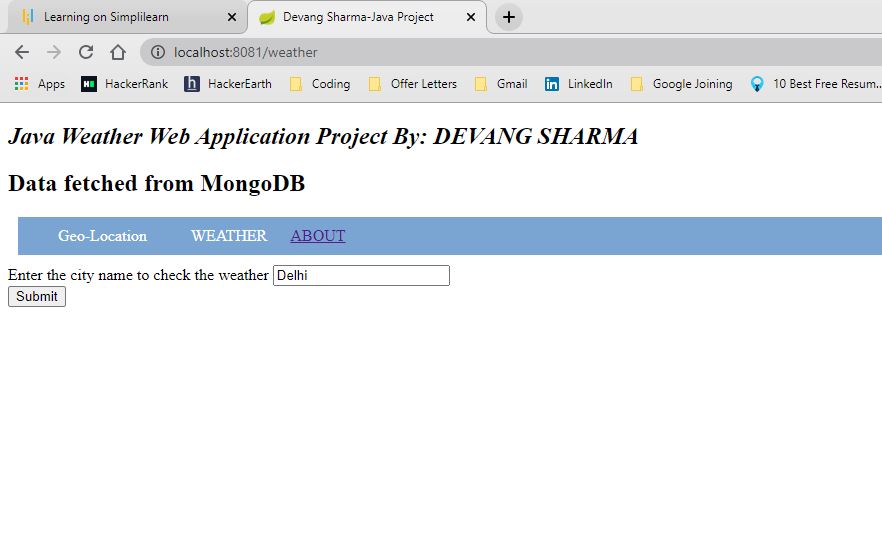 Learning on Simplilearn
Devang Sharma-Java Project
localhost:8081/weather
Apps HackerRank HackerEarth Coding Offer Letters Gmail LinkedIn Google Joining 10 Best Free Resum...
Java Weather Web Application Project By: DEVANG SHARMA
Data fetched from MongoDB
Geo-Location WEATHER ABOUT
Enter the city name to check the weather Delhi
Submit